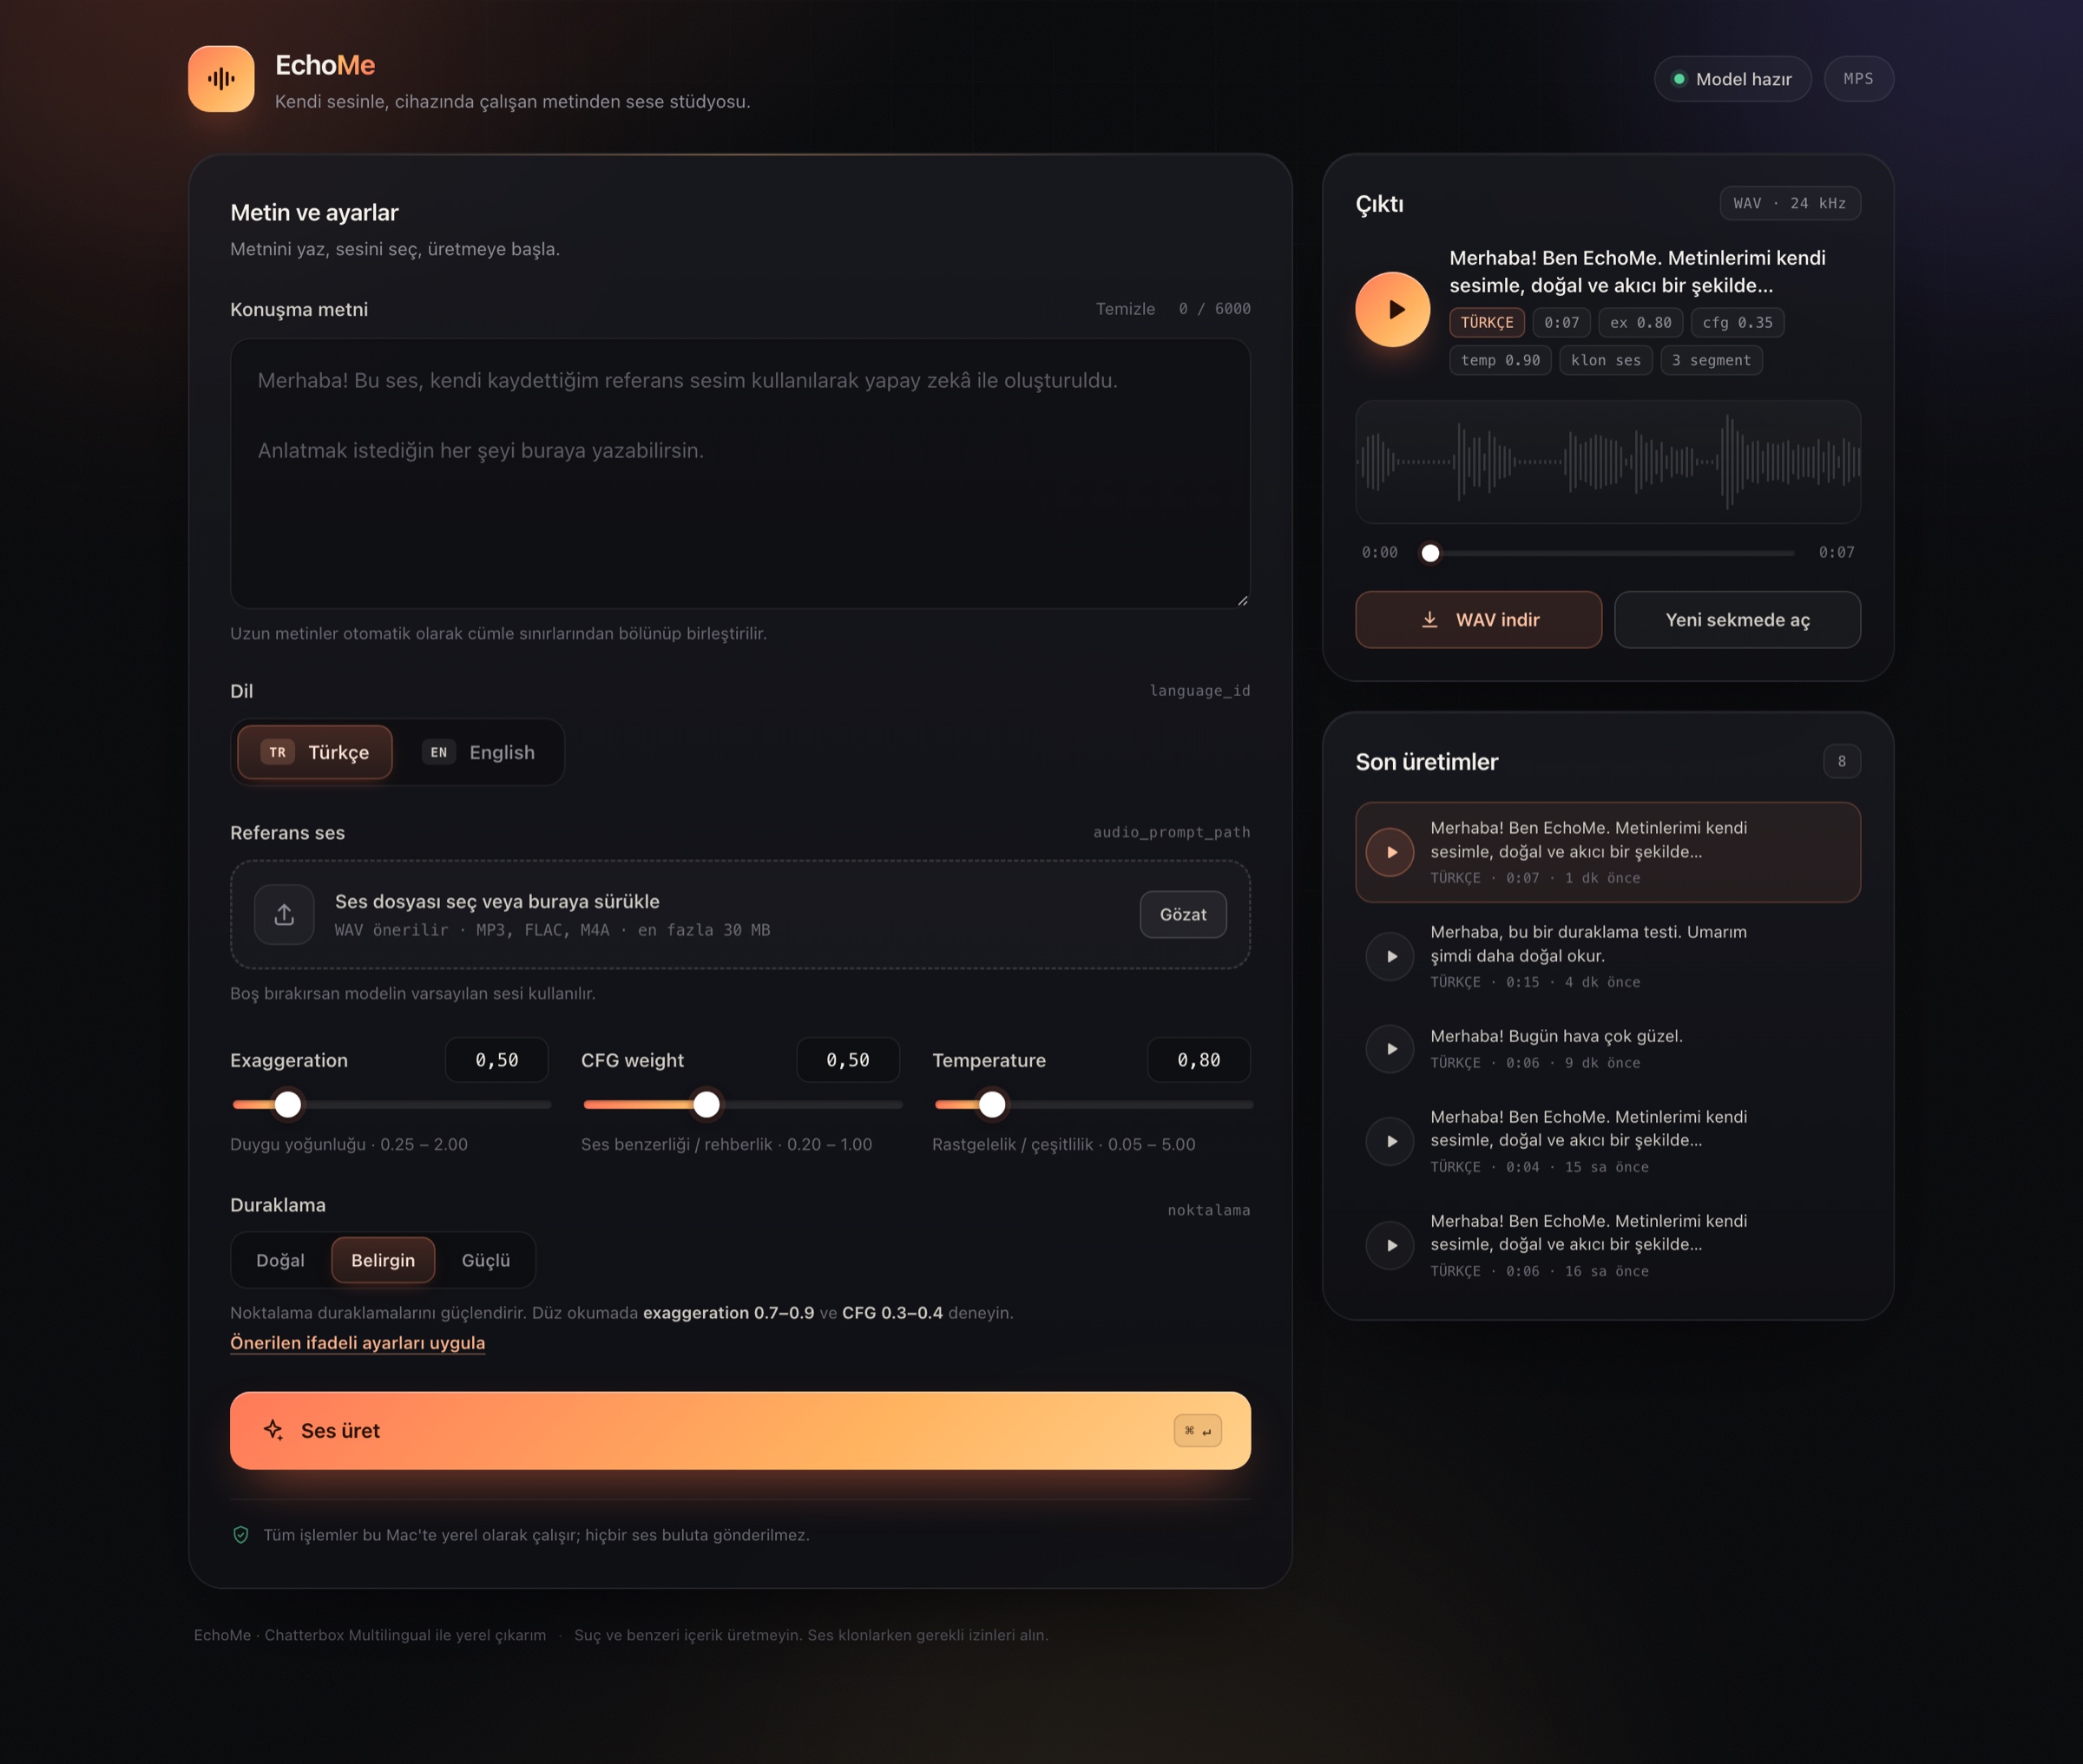 EchoMe
Kendi sesinle, cihazında çalışan metinden sese stüdyosu.
Model hazır
MPS
Metin ve ayarlar
Metnini yaz, sesini seç, üretmeye başla.
Konuşma metni
Temizle
0 / 6000
Merhaba! Bu ses, kendi kaydettiğim referans sesim kullanılarak yapay zekâ ile oluşturuldu.
Anlatmak istediğin her şeyi buraya yazabilirsin.
Uzun metinler otomatik olarak cümle sınırlarından bölünüp birleştirilir.
Dil
language_id
TR Türkçe
EN English
Referans ses
audio_prompt_path
Ses dosyası seç veya buraya sürükle
WAV önerilir · MP3, FLAC, M4A · en fazla 30 MB
Gözat
Boş bırakırsan modelin varsayılan sesi kullanılır.
Exaggeration
0,50
Duygu yoğunluğu · 0.25 – 2.00
CFG weight
0,50
Ses benzerliği / rehberlik · 0.20 – 1.00
Temperature
0,80
Rastgelelik / çeşitlilik · 0.05 – 5.00
Duraklama
noktalama
Doğal
Belirgin
Güçlü
Noktalama duraklamalarını güçlendirir. Düz okumada exaggeration 0.7–0.9 ve CFG 0.3–0.4 deneyin.
Önerilen ifadeli ayarları uygula
Ses üret
⌘ ↵
Tüm işlemler bu Mac'te yerel olarak çalışır; hiçbir ses buluta gönderilmez.
Çıktı
WAV · 24 kHz
Merhaba! Ben EchoMe. Metinlerimi kendi
sesimle, doğal ve akıcı bir şekilde...
TÜRKÇE
0:07
ex 0.80
cfg 0.35
temp 0.90
klon ses
3 segment
0:00
0:07
WAV indir
Yeni sekmede aç
Son üretimler
8
Merhaba! Ben EchoMe. Metinlerimi kendi
sesimle, doğal ve akıcı bir şekilde...
TÜRKÇE · 0:07 · 1 dk önce
Merhaba, bu bir duraklama testi. Umarım
şimdi daha doğal okur.
TÜRKÇE · 0:15 · 4 dk önce
Merhaba! Bugün hava çok güzel.
TÜRKÇE · 0:06 · 9 dk önce
Merhaba! Ben EchoMe. Metinlerimi kendi
sesimle, doğal ve akıcı bir şekilde...
TÜRKÇE · 0:04 · 15 sa önce
Merhaba! Ben EchoMe. Metinlerimi kendi
sesimle, doğal ve akıcı bir şekilde...
TÜRKÇE · 0:06 · 16 sa önce
EchoMe · Chatterbox Multilingual ile yerel çıkarım · Suç ve benzeri içerik üretmeyin. Ses klonlarken gerekli izinleri alın.